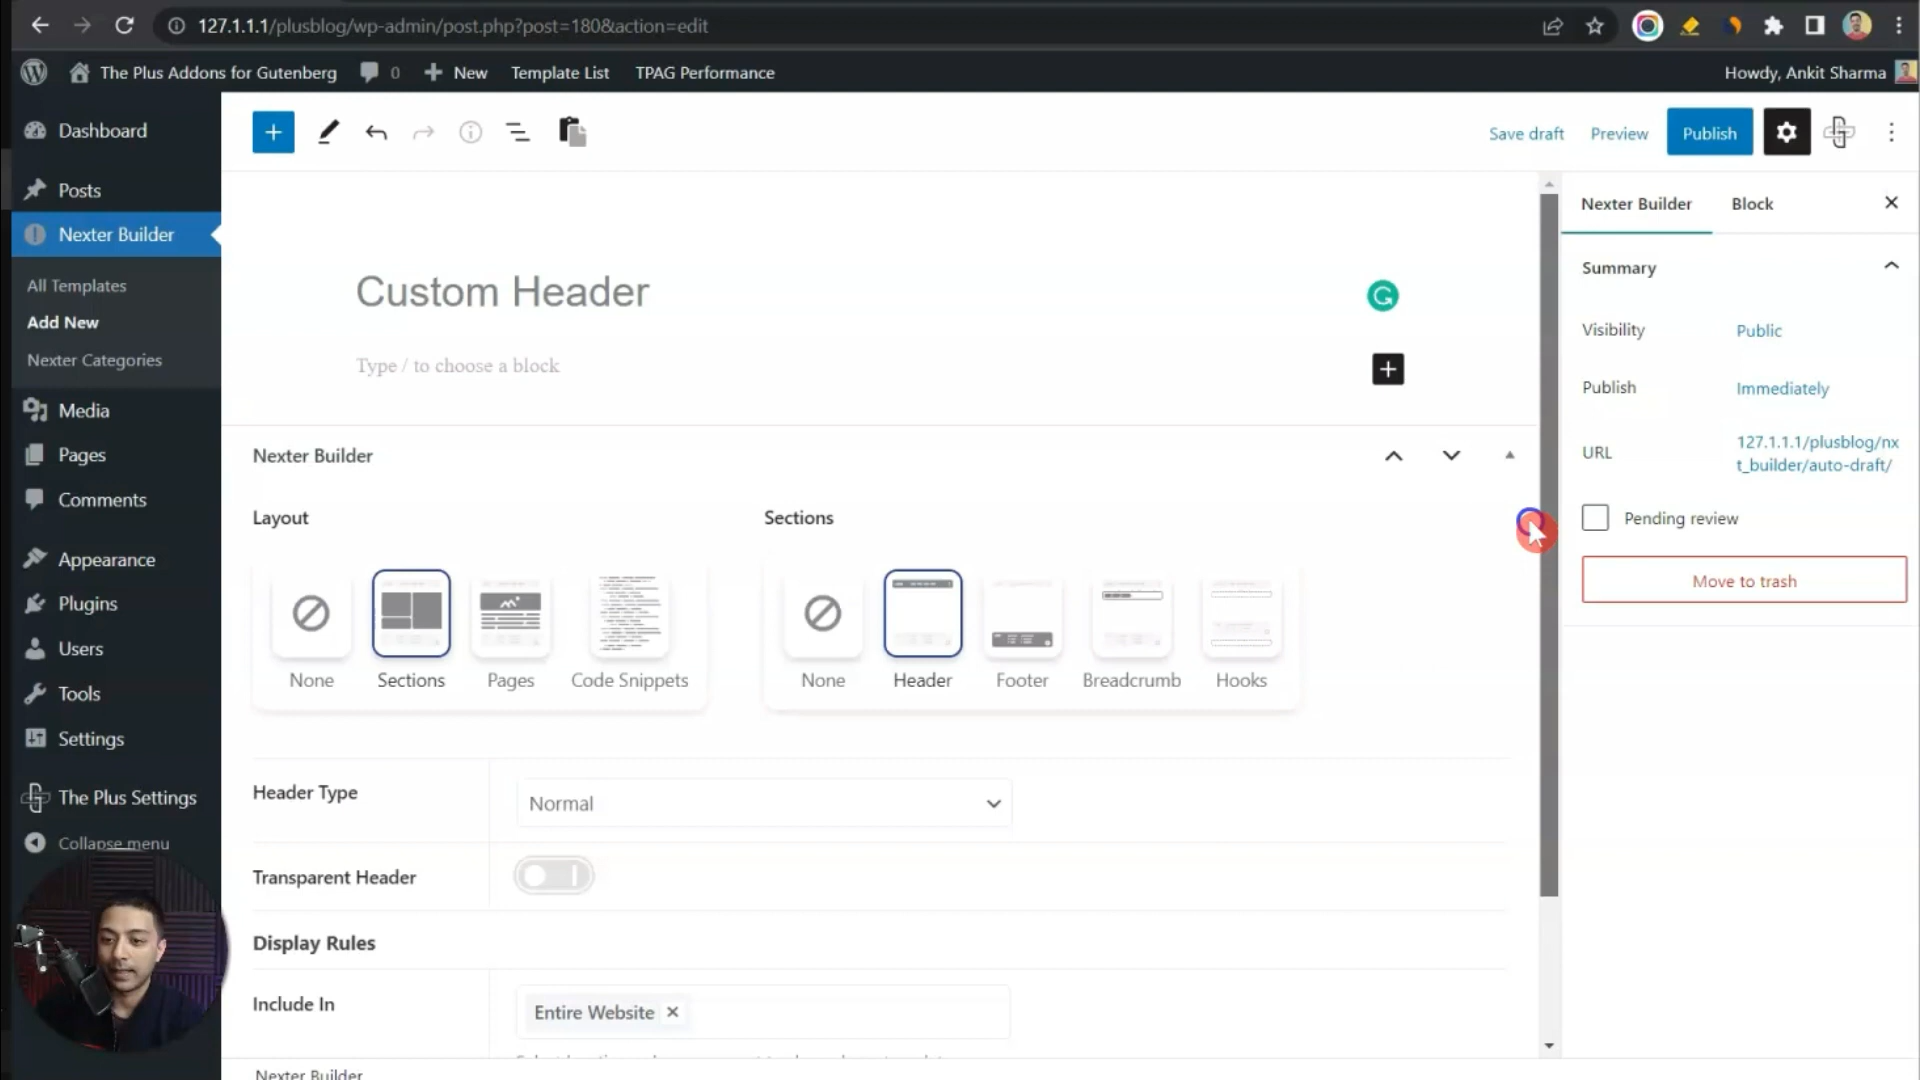 127.1.1.1/plusblog/wp-admin/post.php?post=180&action=edit
The Plus Addons for Gutenberg 0 New Template List TPAG Performance Howdy, Ankit Sharma
Dashboard
Posts
Nexter Builder
All Templates
Add New
Nexter Categories
Media
Pages
Comments
Appearance
Plugins
Users
Tools
Settings
The Plus Settings
Collapse menu
Save draft Preview Publish
Custom Header
Type / to choose a block
Nexter Builder
Layout Sections
None Sections Pages Code Snippets None Header Footer Breadcrumb Hooks
Header Type Normal
Transparent Header
Display Rules
Include In Entire Website
Nexter Builder
Nexter Builder Block
Summary
Visibility Public
Publish Immediately
URL 127.1.1.1/plusblog/nx
t_builder/auto-draft/
Pending review
Move to trash